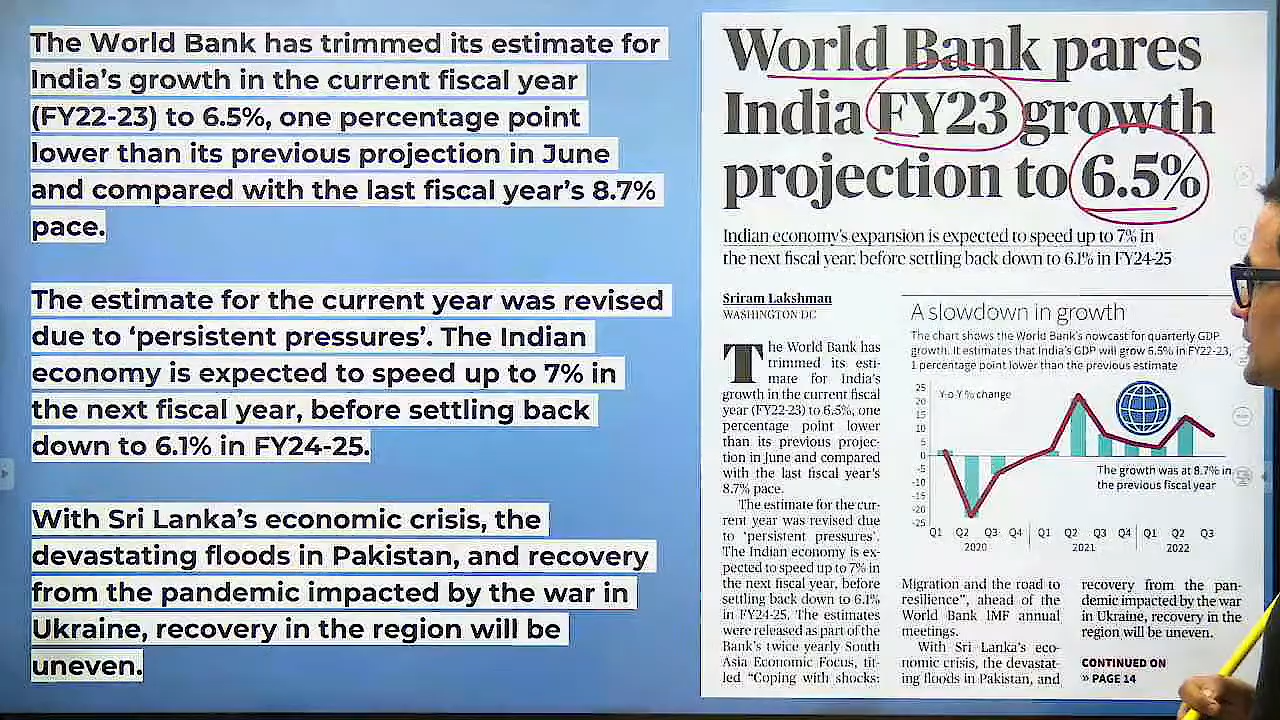 The World Bank has trimmed its estimate for
India's growth in the current fiscal year
(FY22-23) to 6.5%, one percentage point
lower than its previous projection in June
and compared with the last fiscal year's 8.7%
pace.
The estimate for the current year was revised
due to 'persistent pressures'. The Indian
economy is expected to speed up to 7% in
the next fiscal year, before settling back
down to 6.1% in FY24-25.
With Sri Lanka's economic crisis, the
devastating floods in Pakistan, and recovery
from the pandemic impacted by the war in
Ukraine, recovery in the region will be
uneven.
World Bank pares
India FY23 growth
projection to 6.5%
Indian economy's expansion is expected to speed up to 7% in
the next fiscal year, before settling back down to 6.1% in FY24-25
Sriram Lakshman
WASHINGTON DC
The World Bank has
trimmed its esti-
mate for India's
growth in the current fiscal
year (FY22-23) to 6.5%, one
percentage point lower
than its previous projec-
tion in June and compared
with the last fiscal year's
8.7% pace.
The estimate for the cur-
rent year was revised due
to 'persistent pressures'.
The Indian economy is ex-
pected to speed up to 7% in
the next fiscal year, before
settling back down to 6.1%
in FY24-25. The estimates
were released as part of the
Bank's twice yearly South
Asia Economic Focus, tit-
led "Coping with shocks:
A slowdown in growth
The chart shows the World Bank's nowcast for quarterly GDP
growth. It estimates that India's GDP will grow 6.5% in FY22-23,
1 percentage point lower than the previous estimate
Y-o-Y % change
25
20
15
10
5
0
-5
-10
-15
-20
-25
The growth was at 8.7% in
the previous fiscal year
Q1 Q2 Q3 Q4 Q1 Q2 Q3 Q4 Q1 Q2 Q3
2020 2021 2022
Migration and the road to
resilience", ahead of the
World Bank IMF annual
meetings.
With Sri Lanka's eco-
nomic crisis, the devastat-
ing floods in Pakistan, and
recovery from the pan-
demic impacted by the war
in Ukraine, recovery in the
region will be uneven.
CONTINUED ON
» PAGE 14